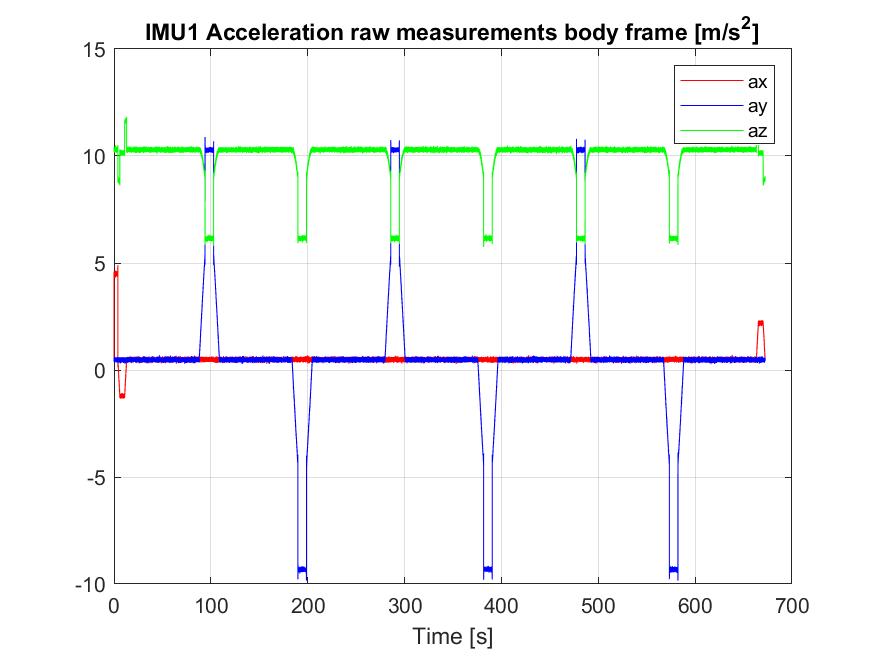 IMU1 Acceleration raw measurements body frame [m/s²]
15
10
5
0
-5
-10
ax
ay
az
0 100 200 300 400 500 600 700
Time [s]